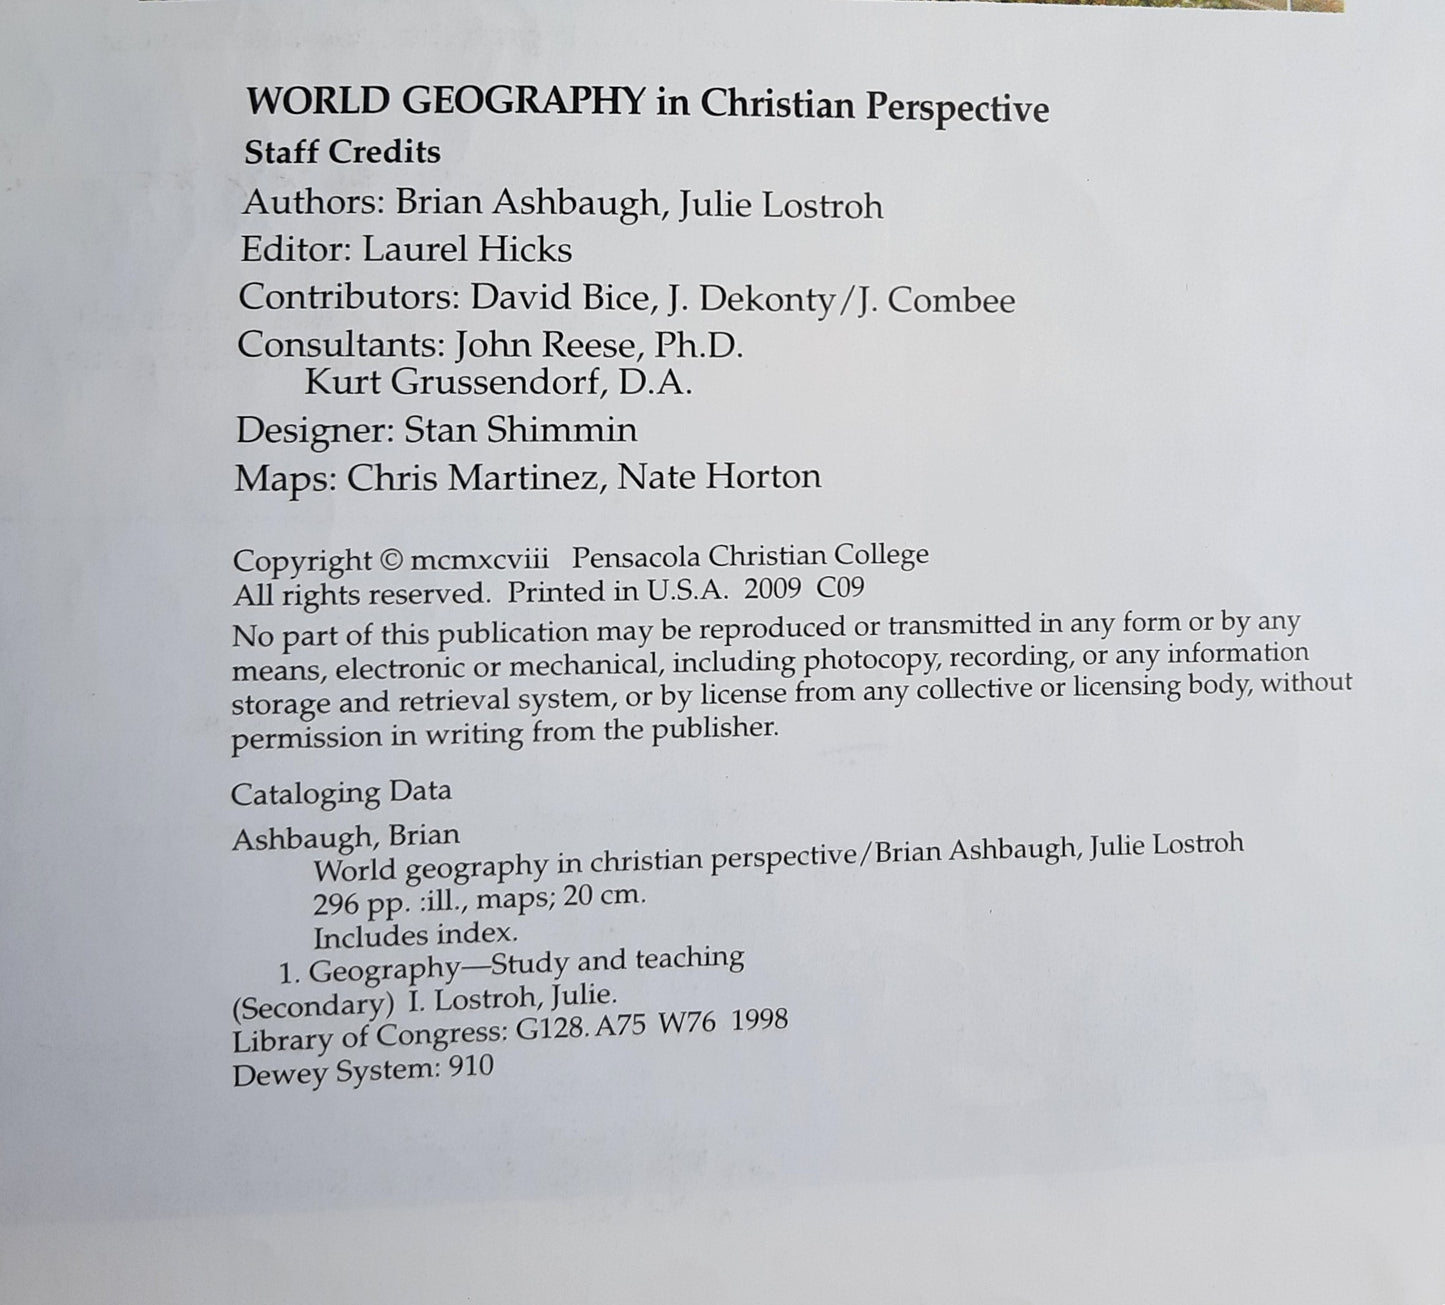 WORLD GEOGRAPHY in Christian Perspective
Staff Credits
Authors: Brian Ashbaugh, Julie Lostroh
Editor: Laurel Hicks
Contributors: David Bice, J. Dekonty/J. Combee
Consultants: John Reese, Ph.D.
Kurt Grussendorf, D.A.
Designer: Stan Shimmin
Maps: Chris Martinez, Nate Horton
Copyright © mcmxcviii Pensacola Christian College
All rights reserved. Printed in U.S.A. 2009 C09
No part of this publication may be reproduced or transmitted in any form or by any
means, electronic or mechanical, including photocopy, recording, or any information
storage and retrieval system, or by license from any collective or licensing body, without
permission in writing from the publisher.
Cataloging Data
Ashbaugh, Brian
World geography in christian perspective/Brian Ashbaugh, Julie Lostroh
296 pp. :ill., maps; 20 cm.
Includes index.
1. Geography—Study and teaching
(Secondary) I. Lostroh, Julie.
Library of Congress: G128.A75 W76 1998
Dewey System: 910